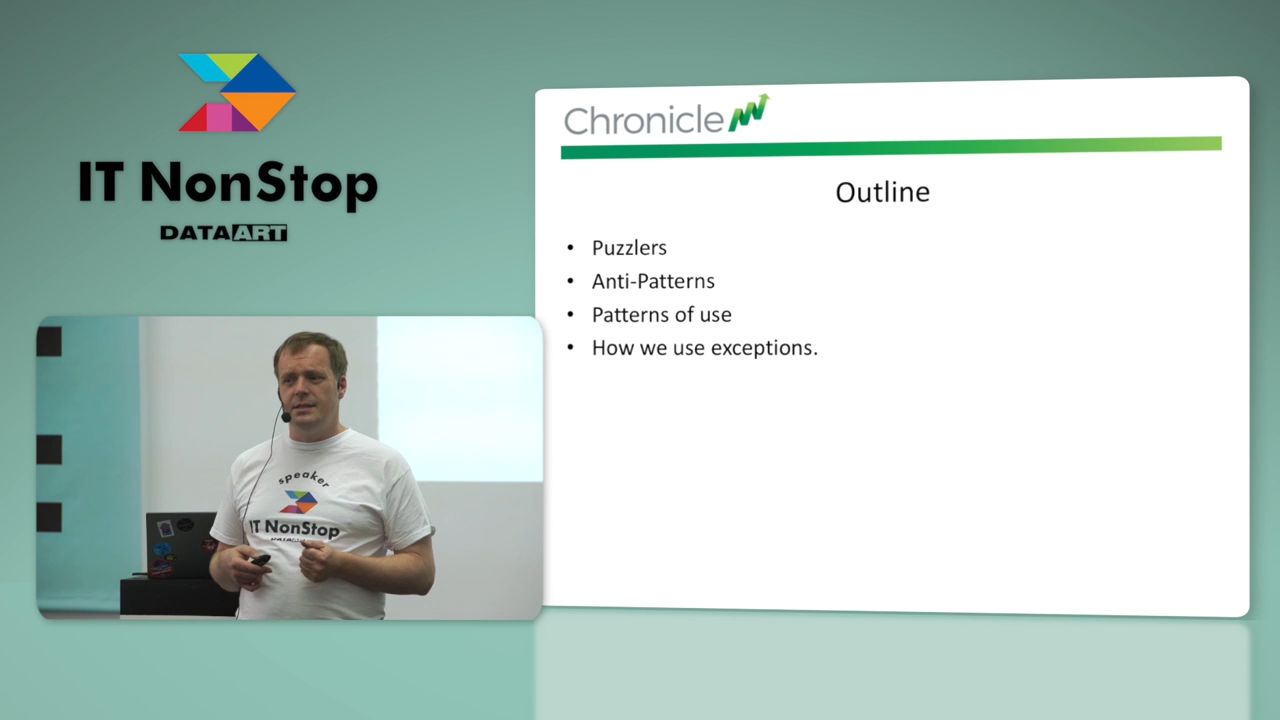 IT NonStop
DATAART
Chronicle
Outline
• Puzzlers
• Anti-Patterns
• Patterns of use
• How we use exceptions.
speaker
IT NonStop